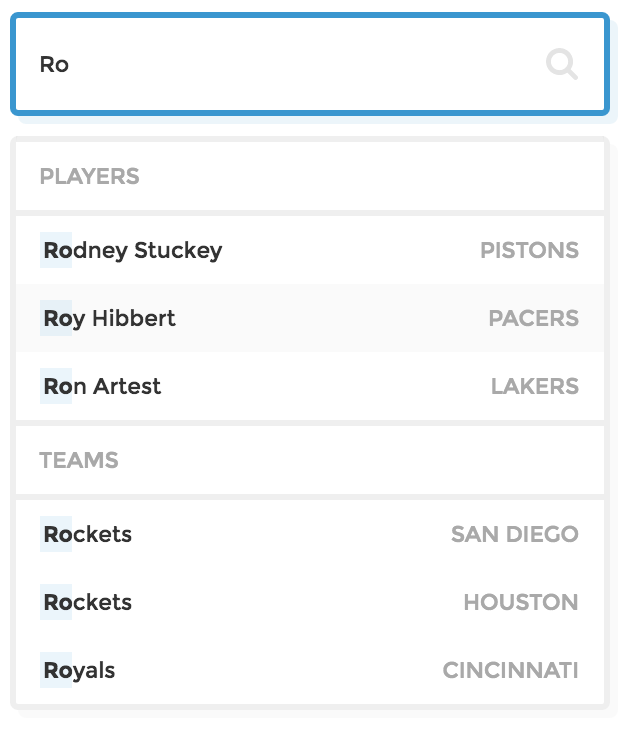 Ro
PLAYERS
Rodney Stuckey PISTONS
Roy Hibbert PACERS
Ron Artest LAKERS
TEAMS
Rockets SAN DIEGO
Rockets HOUSTON
Royals CINCINNATI